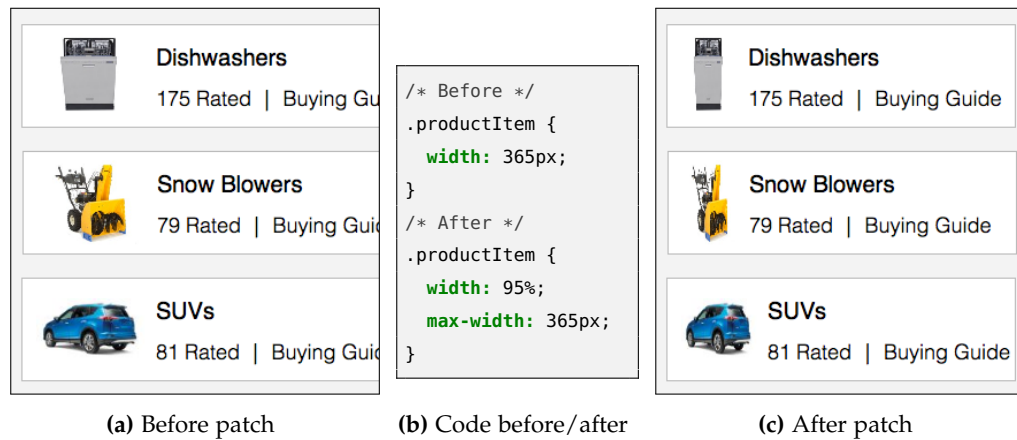 Dishwashers
175 Rated | Buying Gu
Snow Blowers
79 Rated | Buying Guid
SUVs
81 Rated | Buying Guid
(a) Before patch
/* Before */
.productItem {
width: 365px;
}
/* After */
.productItem {
width: 95%;
max-width: 365px;
}
(b) Code before/after
Dishwashers
175 Rated | Buying Guide
Snow Blowers
79 Rated | Buying Guide
SUVs
81 Rated | Buying Guide
(c) After patch